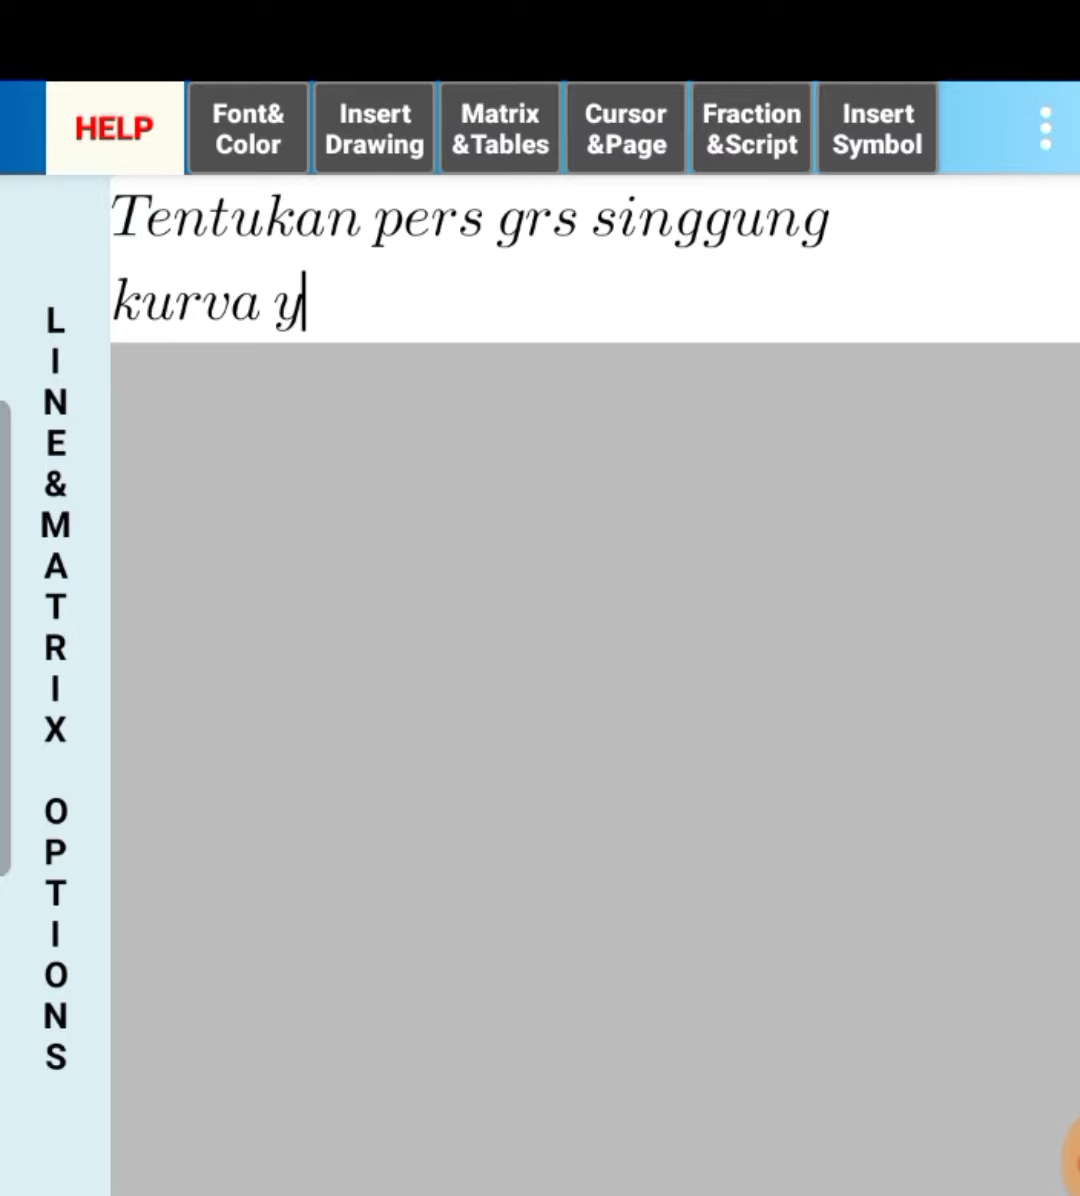 HELP
Font& Color
Insert Drawing
Matrix &Tables
Cursor &Page
Fraction &Script
Insert Symbol
Tentukan pers grs singgung
kurva y
LINE&MATRIX OPTIONS